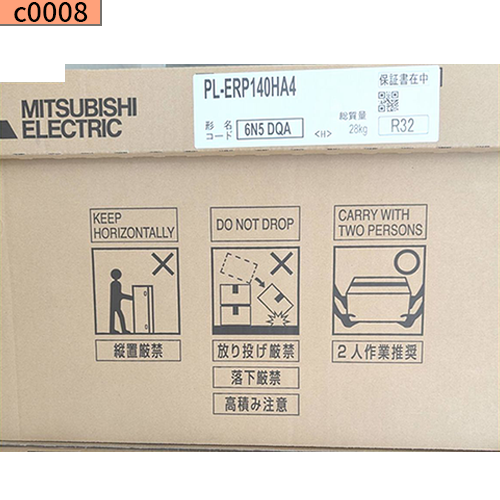 c0008
MITSUBISHI
ELECTRIC
PL-ERP140HA4
保証書在中
形 名
コード
6N5 DQA
<H>
総質量
28kg
R32
KEEP
HORIZONTALLY
縦置厳禁
DO NOT DROP
放り投げ厳禁
落下厳禁
高積み注意
CARRY WITH
TWO PERSONS
2人作業推奨